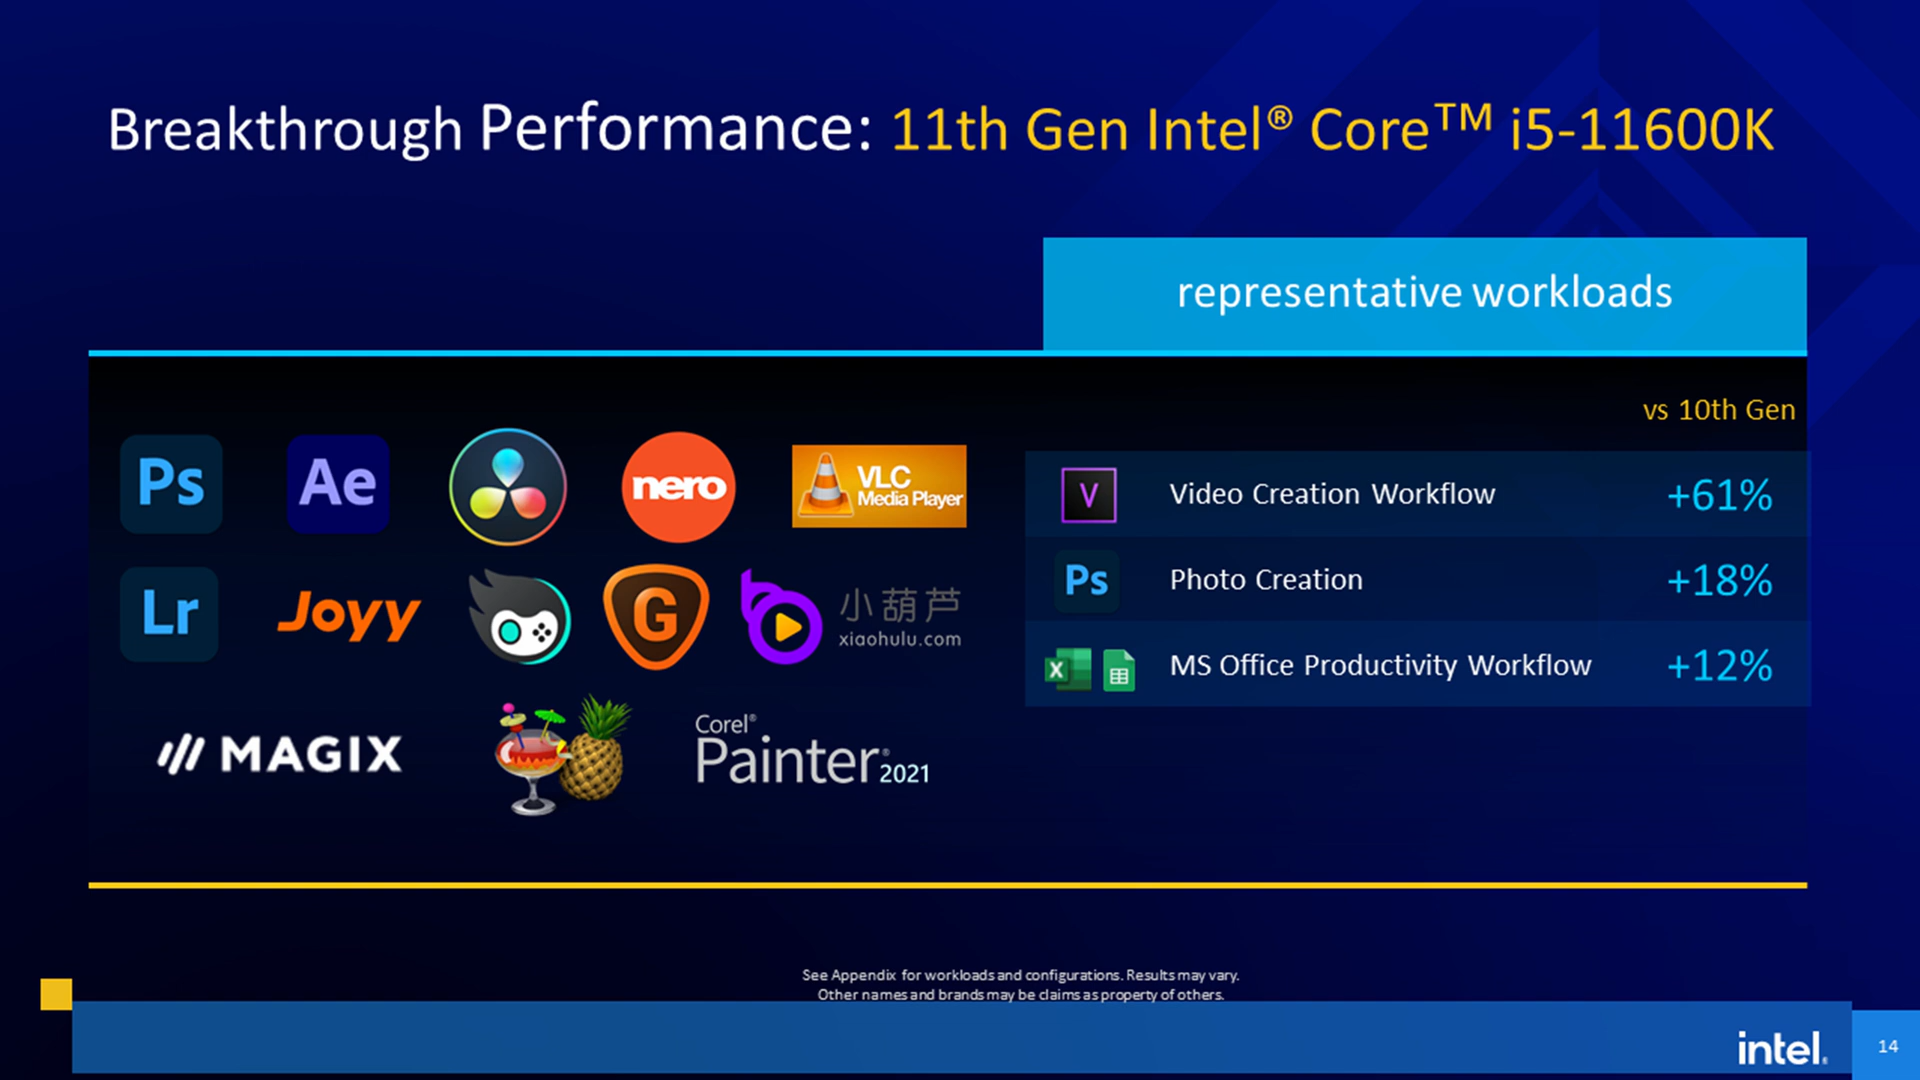 Breakthrough Performance: 11th Gen Intel® Core™ i5-11600K
representative workloads
vs 10th Gen
Ps
Ae
nero
VLC
Media Player
V
Video Creation Workflow
+61%
Lr
Joyy
G
小葫芦
xiaohulu.com
Ps
Photo Creation
+18%
X
MS Office Productivity Workflow
+12%
MAGIX
Corel®
Painter® 2021
See Appendix for workloads and configurations. Results may vary.
Other names and brands may be claims as property of others.
intel.
14